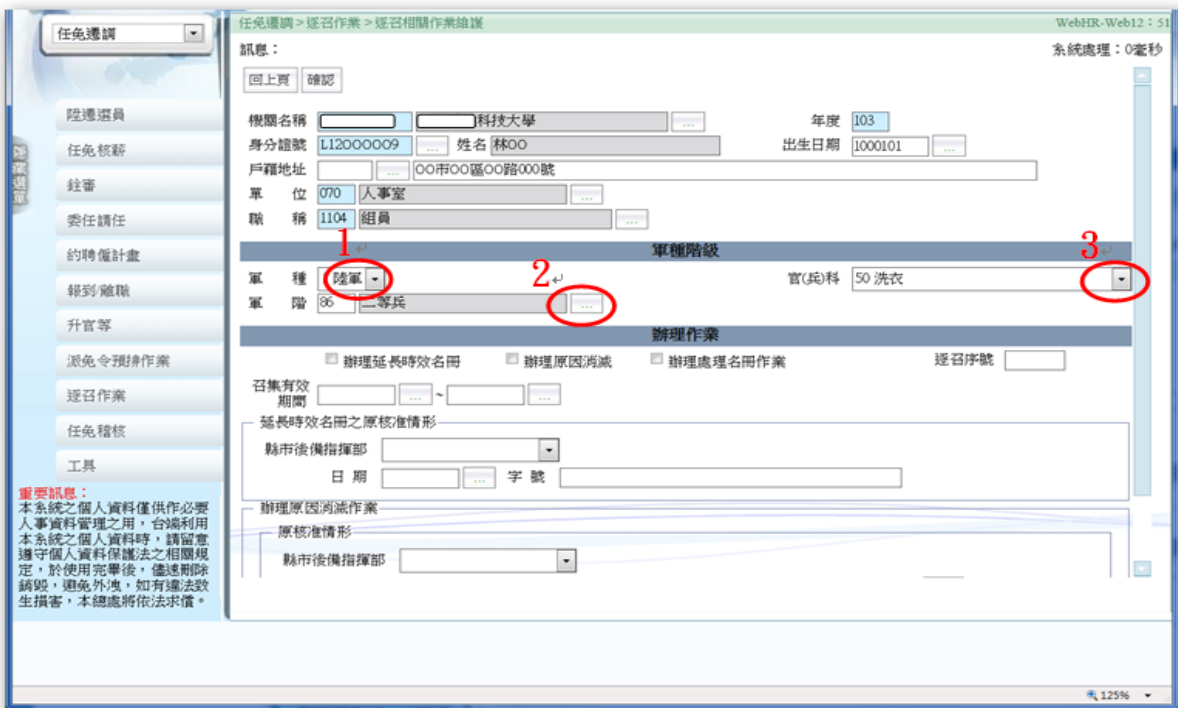 任免遷調
任免遷調>逐召作業>逐召相關作業維護
WebHR-Web12：51
訊息：
系統處理：0毫秒
回上頁 確認
陞遷選員
任免核薪
銓審
委任請任
約聘僱計畫
報到/離職
升官等
派免令預排作業
逐召作業
任免稽核
工具
重要訊息：
本系統之個人資料僅供作必要
人事資料管理之用，台端利用
本系統之個人資料時，請留意
遵守個人資料保護法之相關規
定，於使用完畢後，儘速刪除
銷毀，避免外洩，如有違法致
生損害，本總處將依法求償。
機關名稱 科技大學 ... 年度 103
身分證號 L12OOOOO9 ... 姓名 林OO 出生日期 1000101 ...
戶籍地址 ... OO市OO區OO路OOO號
單 位 070 人事室 ...
職 稱 1104 組員 ...
軍種階級
1 2 3
軍 種 陸軍 官(兵)科 50 洗衣
軍 階 86 二等兵 ...
辦理作業
辦理延長時效名冊 辦理原因消滅 辦理處理名冊作業 逐召序號
召集有效
期間 ... ~ ...
延長時效名冊之原核准情形
縣市後備指揮部
日 期 ... 字 號
辦理原因消滅作業
原核准情形
縣市後備指揮部
125%